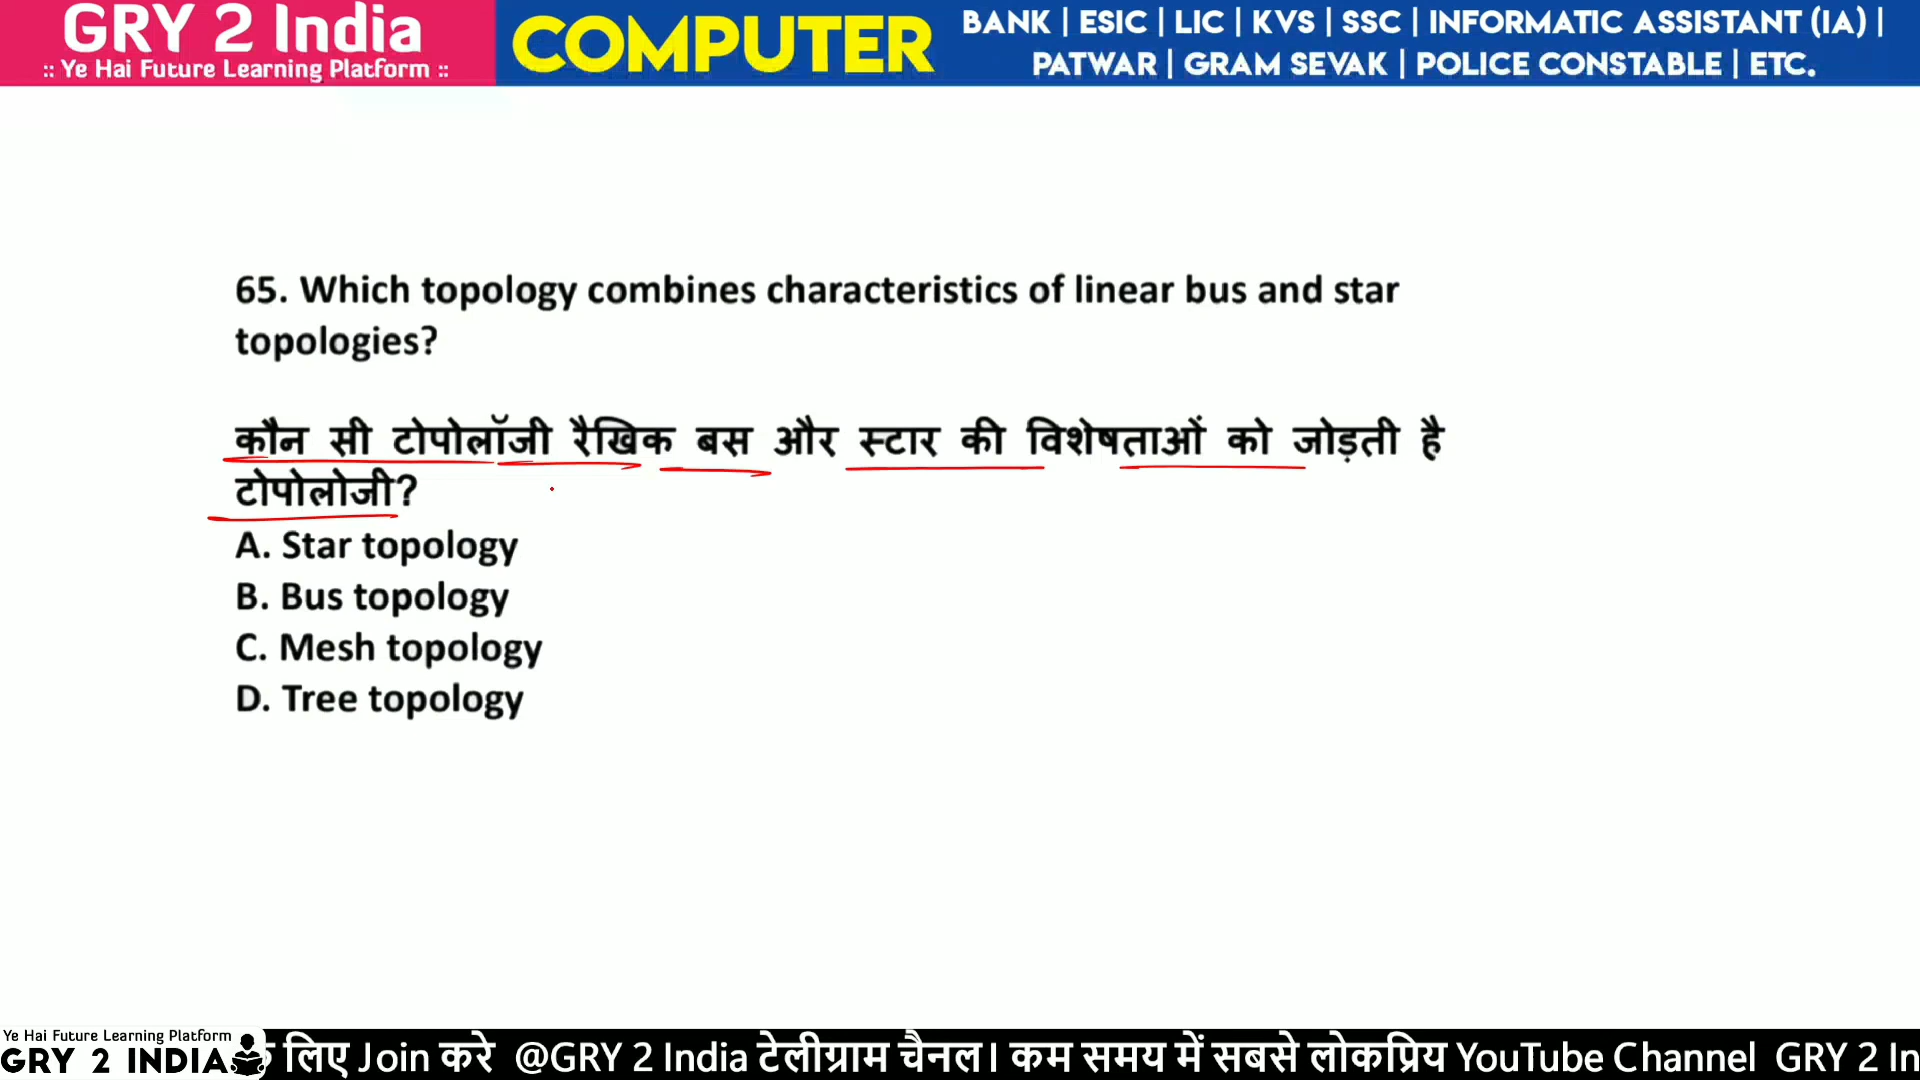 GRY 2 India
:: Ye Hai Future Learning Platform ::
COMPUTER
BANK | ESIC | LIC | KVS | SSC | INFORMATIC ASSISTANT (IA) |
PATWAR | GRAM SEVAK | POLICE CONSTABLE | ETC.
65. Which topology combines characteristics of linear bus and star
topologies?
कौन सी टोपोलॉजी रैखिक बस और स्टार की विशेषताओं को जोड़ती है
टोपोलोजी?
A. Star topology
B. Bus topology
C. Mesh topology
D. Tree topology
Ye Hai Future Learning Platform
GRY 2 INDIA
लिए Join करे @GRY 2 India टेलीग्राम चैनल। कम समय में सबसे लोकप्रिय YouTube Channel GRY 2 In